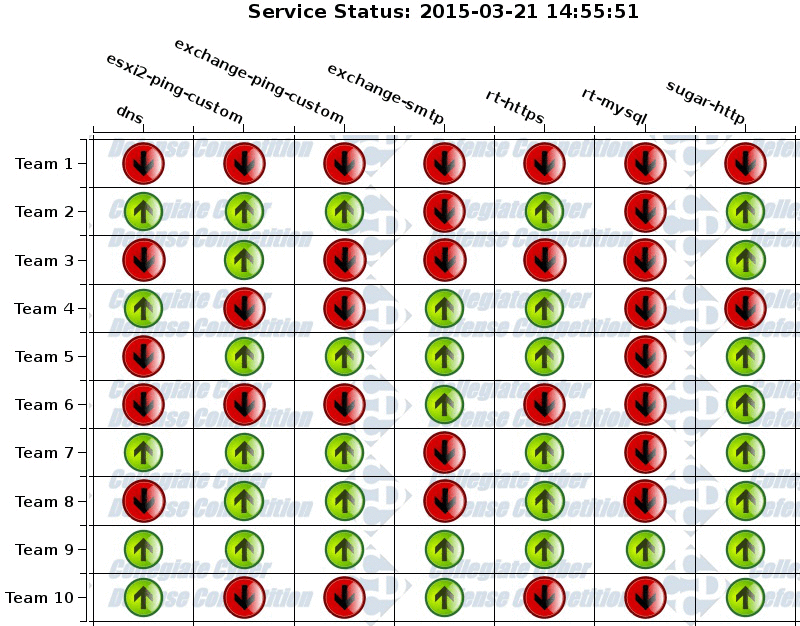 Service Status: 2015-03-21 14:55:51
dns
esxi2-ping-custom
exchange-ping-custom
exchange-smtp
rt-https
rt-mysql
sugar-http
Team 1
Team 2
Team 3
Team 4
Team 5
Team 6
Team 7
Team 8
Team 9
Team 10
Collegiate Cyber
Defense Competition